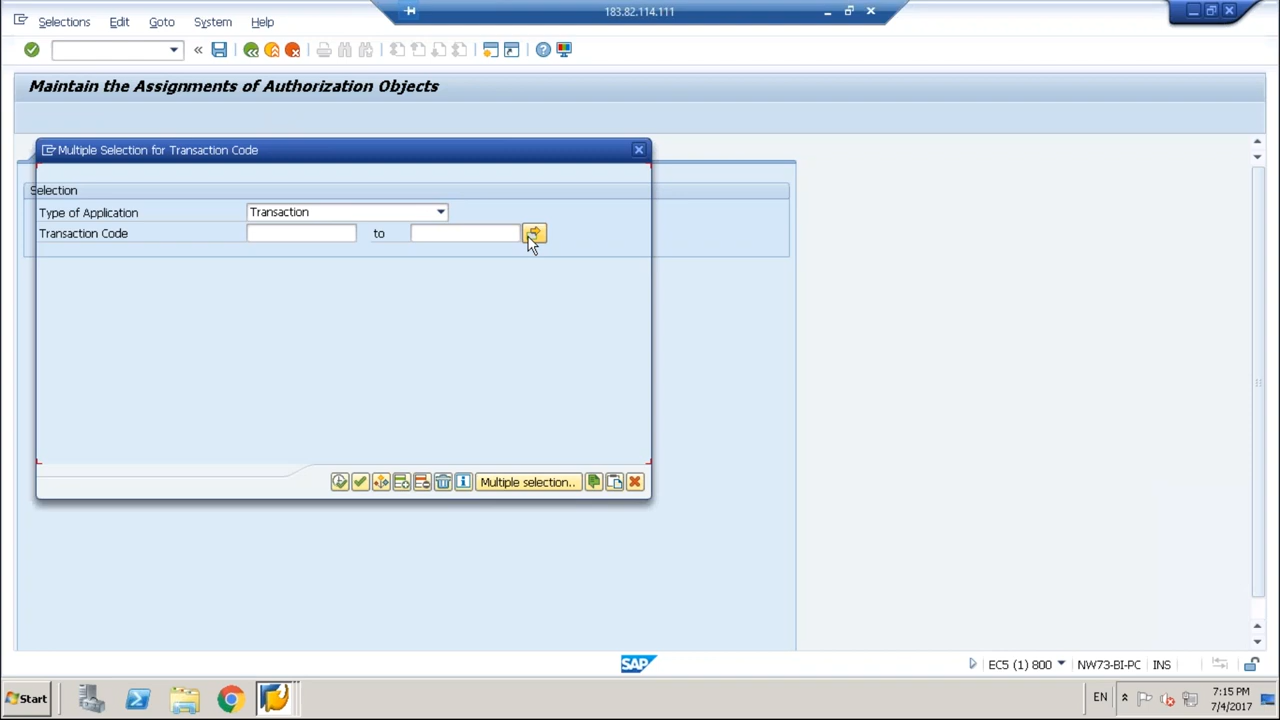 183.82.114.111
Selections Edit Goto System Help
Maintain the Assignments of Authorization Objects
Multiple Selection for Transaction Code
Selection
Type of Application Transaction
Transaction Code to
Multiple selection..
SAP
EC5 (1) 800 NW73-BI-PC INS
Start EN 7:15 PM
7/4/2017